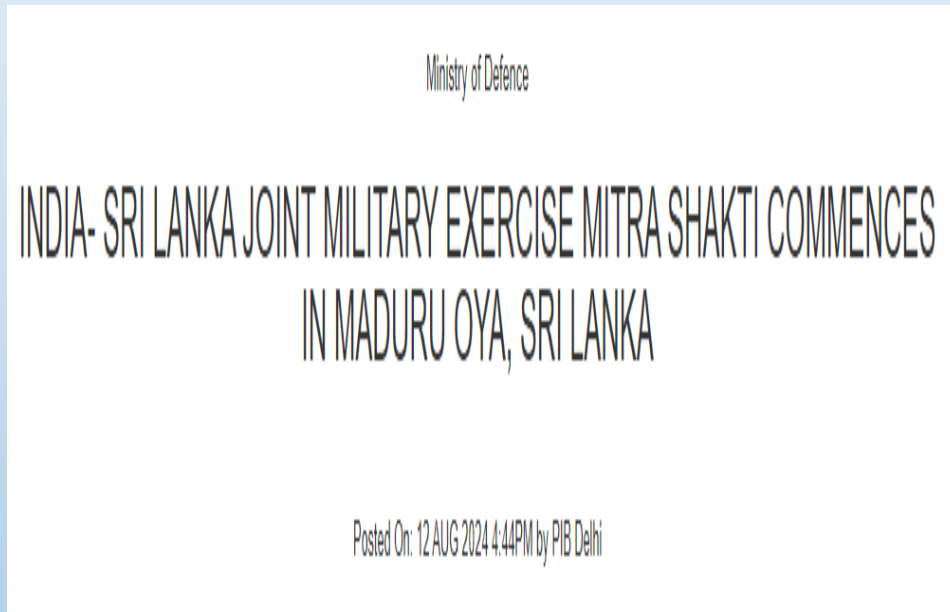 Ministry of Defence
INDIA- SRI LANKA JOINT MILITARY EXERCISE MITRA SHAKTI COMMENCES
IN MADURU OYA, SRI LANKA
Posted On: 12 AUG 2024 4:44PM by PIB Delhi